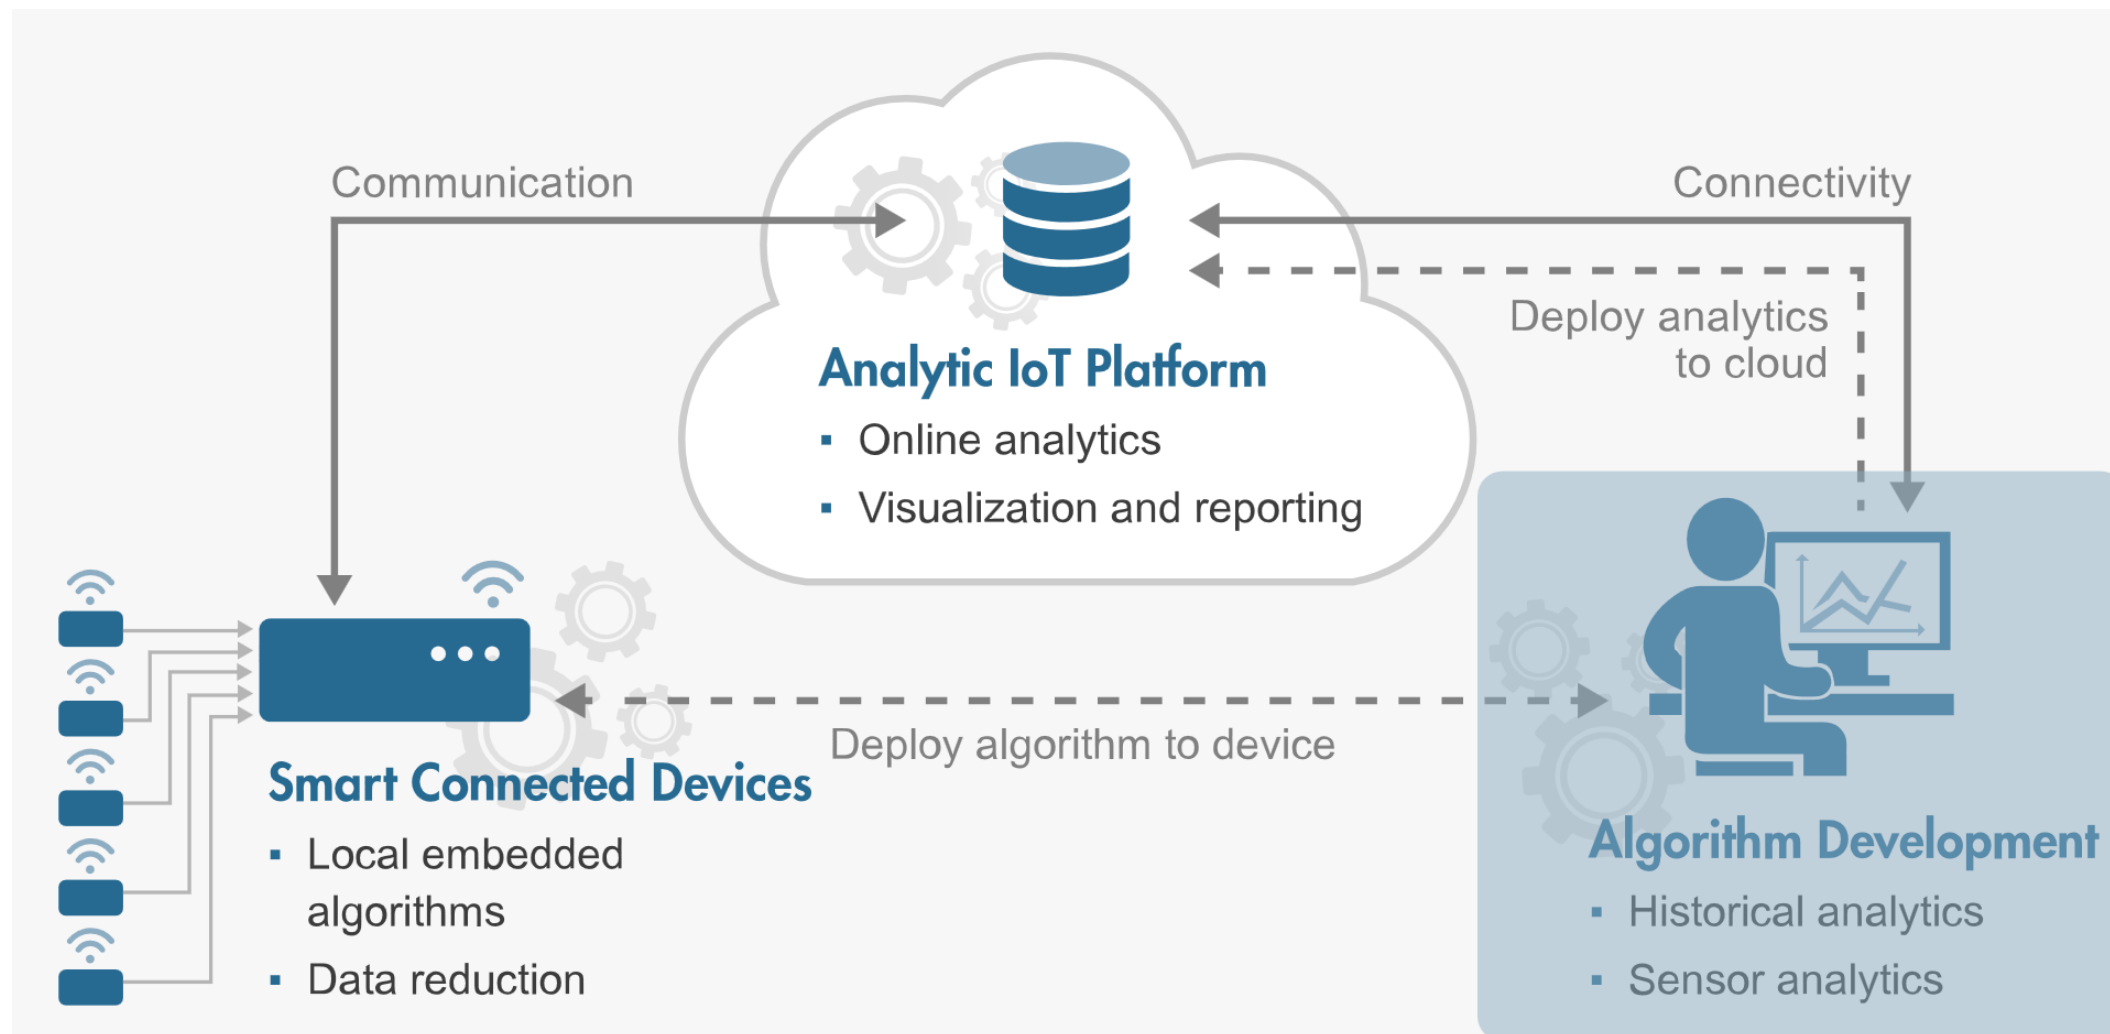 Communication
Connectivity
Deploy analytics
to cloud
Analytic IoT Platform
▪ Online analytics
▪ Visualization and reporting
Deploy algorithm to device
Smart Connected Devices
▪ Local embedded
algorithms
▪ Data reduction
Algorithm Development
▪ Historical analytics
▪ Sensor analytics